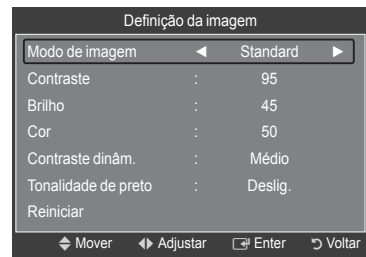 Definição da imagem
Modo de imagem ◄ Standard ►
Contraste : 95
Brilho : 45
Cor : 50
Contraste dinâm. : Médio
Tonalidade de preto : Deslig.
Reiniciar
Mover Adjustar Enter Voltar